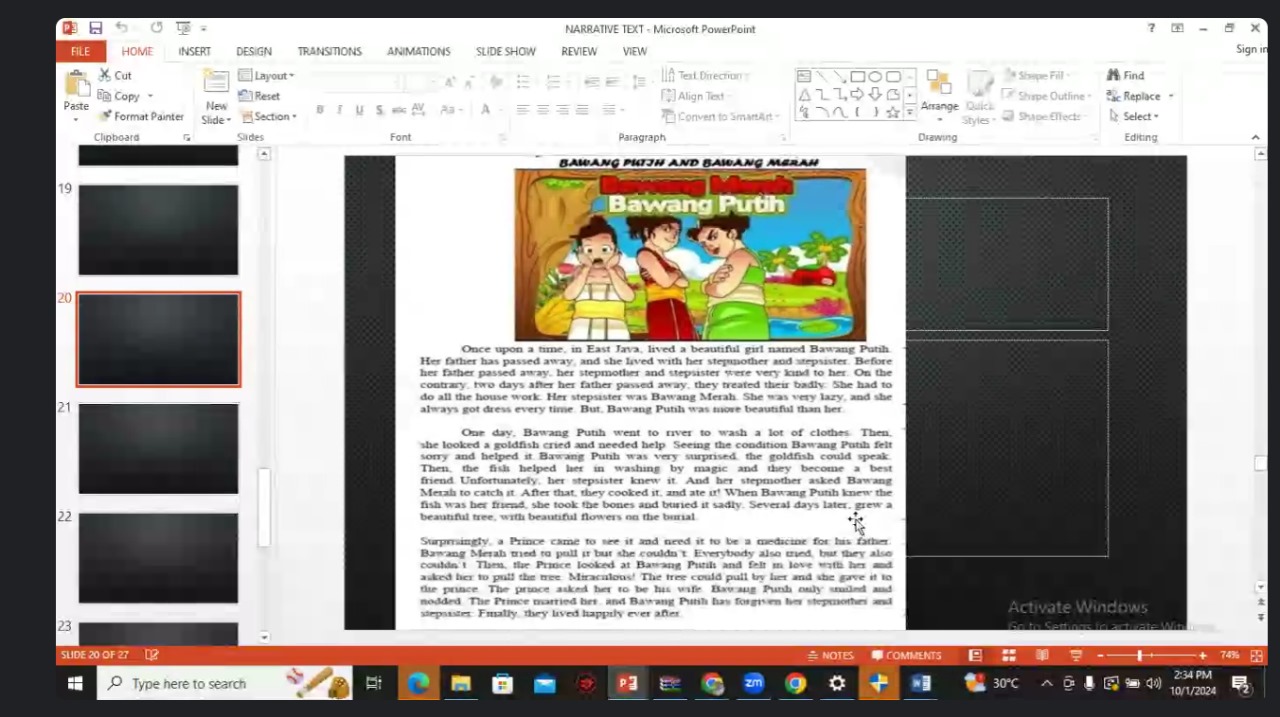 NARRATIVE TEXT - Microsoft PowerPoint
Sign in
FILE HOME INSERT DESIGN TRANSITIONS ANIMATIONS SLIDE SHOW REVIEW VIEW
Cut
Copy
Format Painter
Paste
Clipboard
New Slide
Layout
Reset
Section
Slides
B I U S abc AV Aa A
Font
Text Direction
Align Text
Convert to SmartArt
Paragraph
Arrange
Quick Styles
Shape Fill
Shape Outline
Shape Effects
Drawing
Find
Replace
Select
Editing
19
20
21
22
23
BAWANG PUTIH AND BAWANG MERAH
Bawang Merah
Bawang Putih
Once upon a time, in East Java, lived a beautiful girl named Bawang Putih.
Her father has passed away, and she lived with her stepmother and stepsister. Before
her father passed away, her stepmother and stepsister were very kind to her. On the
contrary, two days after her father passed away, they treated their badly. She had to
do all the house work. Her stepsister was Bawang Merah. She was very lazy, and she
always got dress every time. But, Bawang Putih was more beautiful than her.
One day, Bawang Putih went to river to wash a lot of clothes. Then,
she looked a goldfish cried and needed help. Seeing the condition Bawang Putih felt
sorry and helped it. Bawang Putih was very surprised, the goldfish could speak.
Then, the fish helped her in washing by magic and they become a best
friend. Unfortunately, her stepsister knew it. And her stepmother asked Bawang
Merah to catch it. After that, they cooked it, and ate it! When Bawang Putih knew the
fish was her friend, she took the bones and buried it sadly. Several days later, grew a
beautiful tree, with beautiful flowers on the burial.
Surprisingly, a Prince came to see it and need it to be a medicine for his father.
Bawang Merah tried to pull it but she couldn't. Everybody also tried, but they also
couldn't. Then, the Prince looked at Bawang Putih and felt in love with her and
asked her to pull the tree. Miraculous! The tree could pull by her and she gave it to
the prince. The prince asked her to be his wife. Bawang Putih only smiled and
nodded. The Prince married her, and Bawang Putih has forgiven her stepmother and
stepsister. Finally, they lived happily ever after.
Activate Windows
Go to Settings to activate
SLIDE 20 OF 27
NOTES
COMMENTS
74%
Type here to search
30°C
2:34 PM
10/1/2024